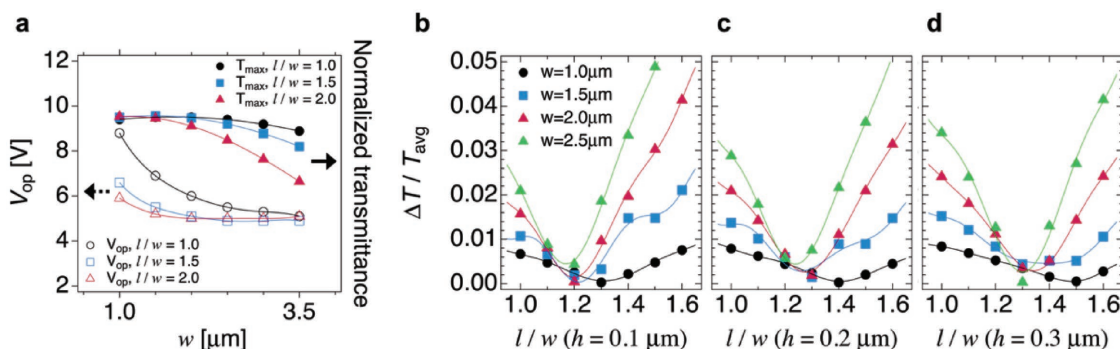 a
b
c
d
12
10
8
6
4
2
V_op [V]
T_max, l / w = 1.0
T_max, l / w = 1.5
T_max, l / w = 2.0
V_op, l / w = 1.0
V_op, l / w = 1.5
V_op, l / w = 2.0
1.0
3.5
w [μm]
Normalized transmittance
0.05
0.04
0.03
0.02
0.01
0.00
ΔT / T_avg
w=1.0μm
w=1.5μm
w=2.0μm
w=2.5μm
1.0 1.2 1.4 1.6
l / w (h = 0.1 μm)
1.0 1.2 1.4 1.6
l / w (h = 0.2 μm)
1.0 1.2 1.4 1.6
l / w (h = 0.3 μm)